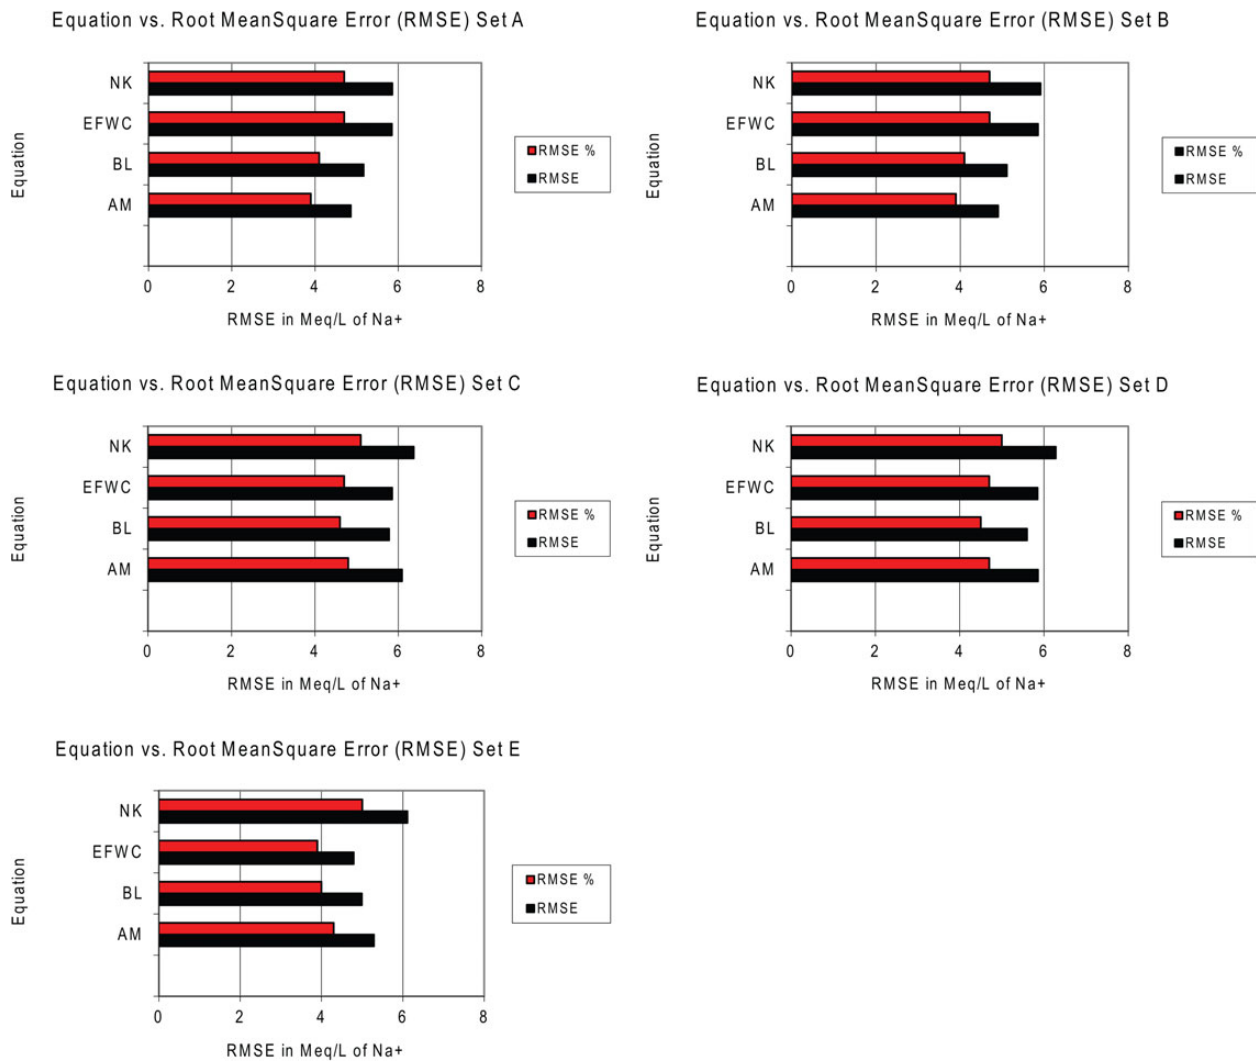 Equation vs. Root MeanSquare Error (RMSE) Set A
Equation
NK
EFWC
BL
AM
0 2 4 6 8
RMSE in Meq/L of Na+
RMSE %
RMSE
Equation vs. Root MeanSquare Error (RMSE) Set B
Equation
NK
EFWC
BL
AM
0 2 4 6 8
RMSE in Meq/L of Na+
RMSE %
RMSE
Equation vs. Root MeanSquare Error (RMSE) Set C
Equation
NK
EFWC
BL
AM
0 2 4 6 8
RMSE in Meq/L of Na+
RMSE %
RMSE
Equation vs. Root MeanSquare Error (RMSE) Set D
Equation
NK
EFWC
BL
AM
0 2 4 6 8
RMSE in Meq/L of Na+
RMSE %
RMSE
Equation vs. Root MeanSquare Error (RMSE) Set E
Equation
NK
EFWC
BL
AM
0 2 4 6 8
RMSE in Meq/L of Na+
RMSE %
RMSE